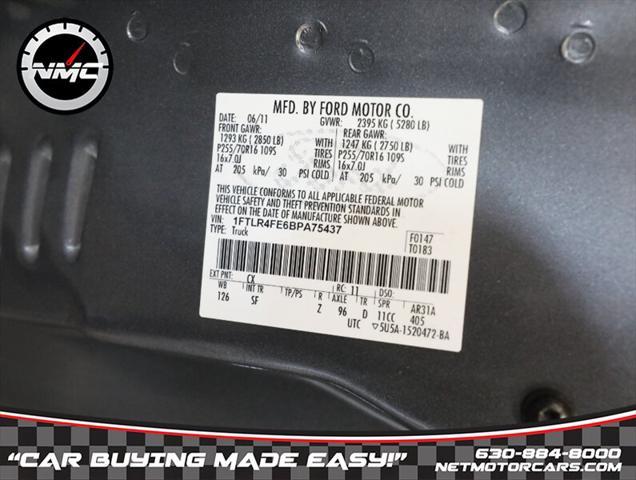 NMC
MFD. BY FORD MOTOR CO.
DATE: 06/11 GVWR: 2395 KG ( 5280 LB)
FRONT GAWR: REAR GAWR:
1293 KG ( 2850 LB) WITH 1247 KG ( 2750 LB) WITH
P255/70R16 109S TIRES P255/70R16 109S TIRES
16x7.0J RIMS 16x7.0J RIMS
AT 205 kPa/ 30 PSI COLD AT 205 kPa/ 30 PSI COLD
THIS VEHICLE CONFORMS TO ALL APPLICABLE FEDERAL MOTOR
VEHICLE SAFETY AND THEFT PREVENTION STANDARDS IN
EFFECT ON THE DATE OF MANUFACTURE SHOWN ABOVE.
VIN: 1FTLR4FE6BPA75437
TYPE: Truck
F0147
T0183
EXT PNT: CX RC: 11 DSO:
WB INT TR TP/PS R AXLE TR SPR AR31A
126 SF Z 96 D 11CC 405
UTC ▽5U5A-1520472-BA
"CAR BUYING MADE EASY!"
630-884-8000
NETMOTORCARS.COM